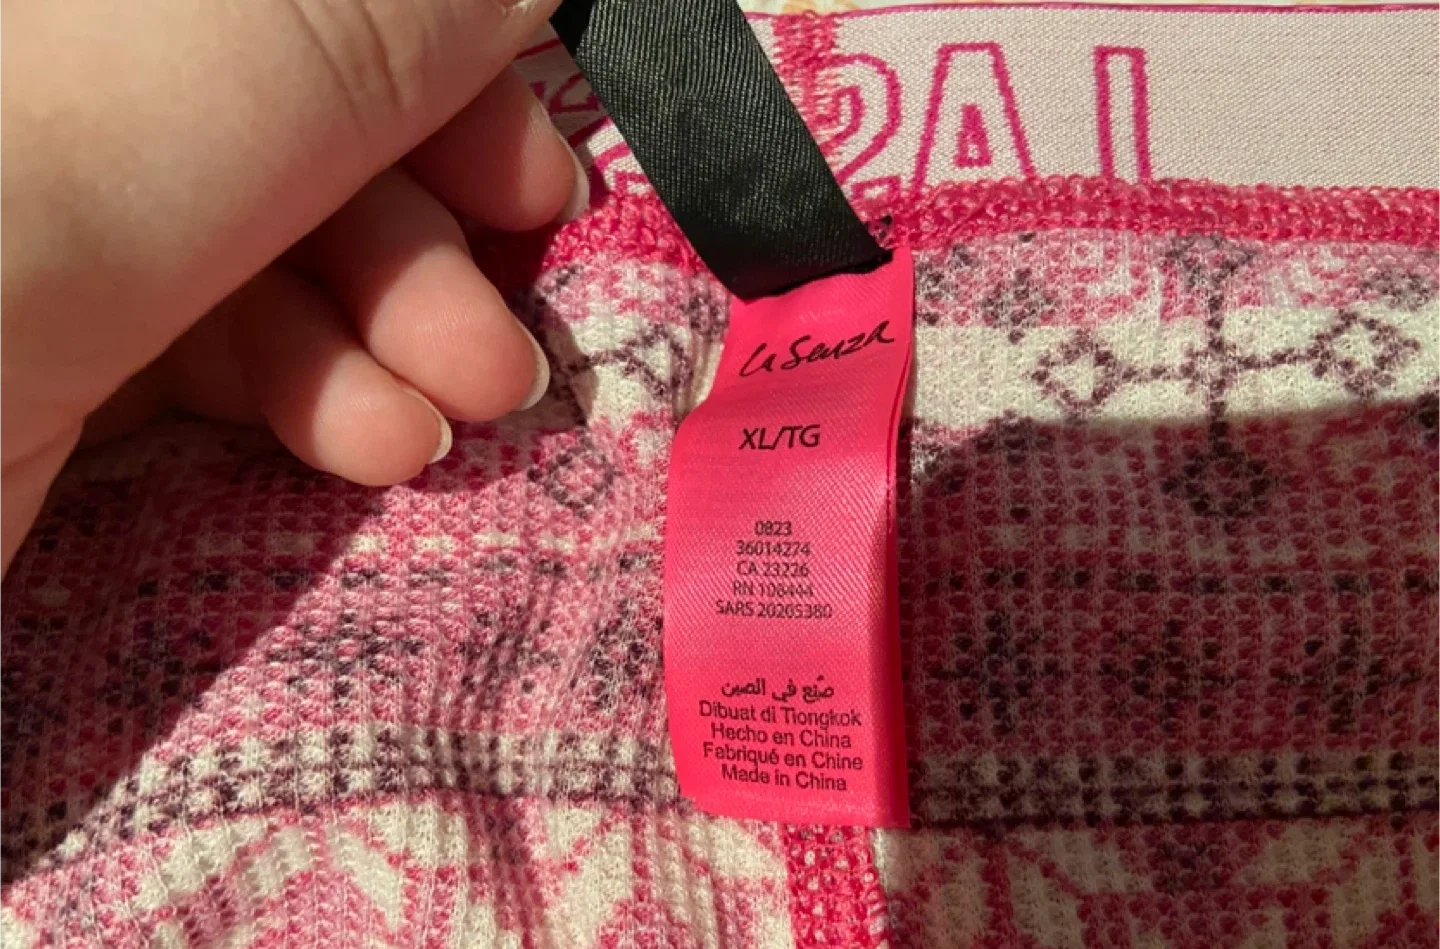 La Senza
XL/TG
0823
36014274
CA 23226
RN 108444
SARS 20205380
صُنع في الصين
Dibuat di Tiongkok
Hecho en China
Fabriqué en Chine
Made in China